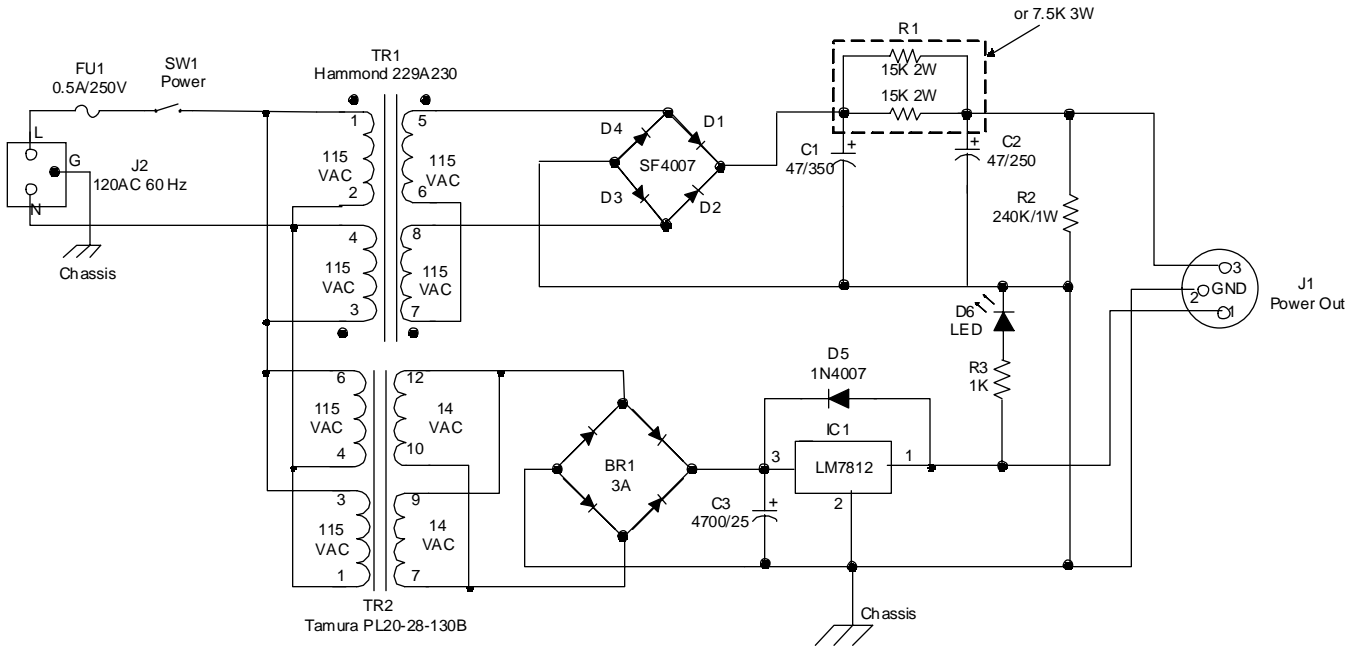 or 7.5K 3W
R1
15K 2W
15K 2W
TR1
Hammond 229A230
FU1
0.5A/250V
SW1
Power
L
G
N
J2
120AC 60 Hz
Chassis
1
115
VAC
2
4
115
VAC
3
5
115
VAC
6
8
115
VAC
7
D4
D1
SF4007
D3
D2
C1
47/350
+
C2
47/250
+
R2
240K/1W
3
GND
2
1
J1
Power Out
D6
LED
R3
1K
D5
1N4007
IC1
LM7812
3
1
2
6
115
VAC
4
3
115
VAC
1
12
14
VAC
10
9
14
VAC
7
BR1
3A
C3
4700/25
+
Chassis
TR2
Tamura PL20-28-130B